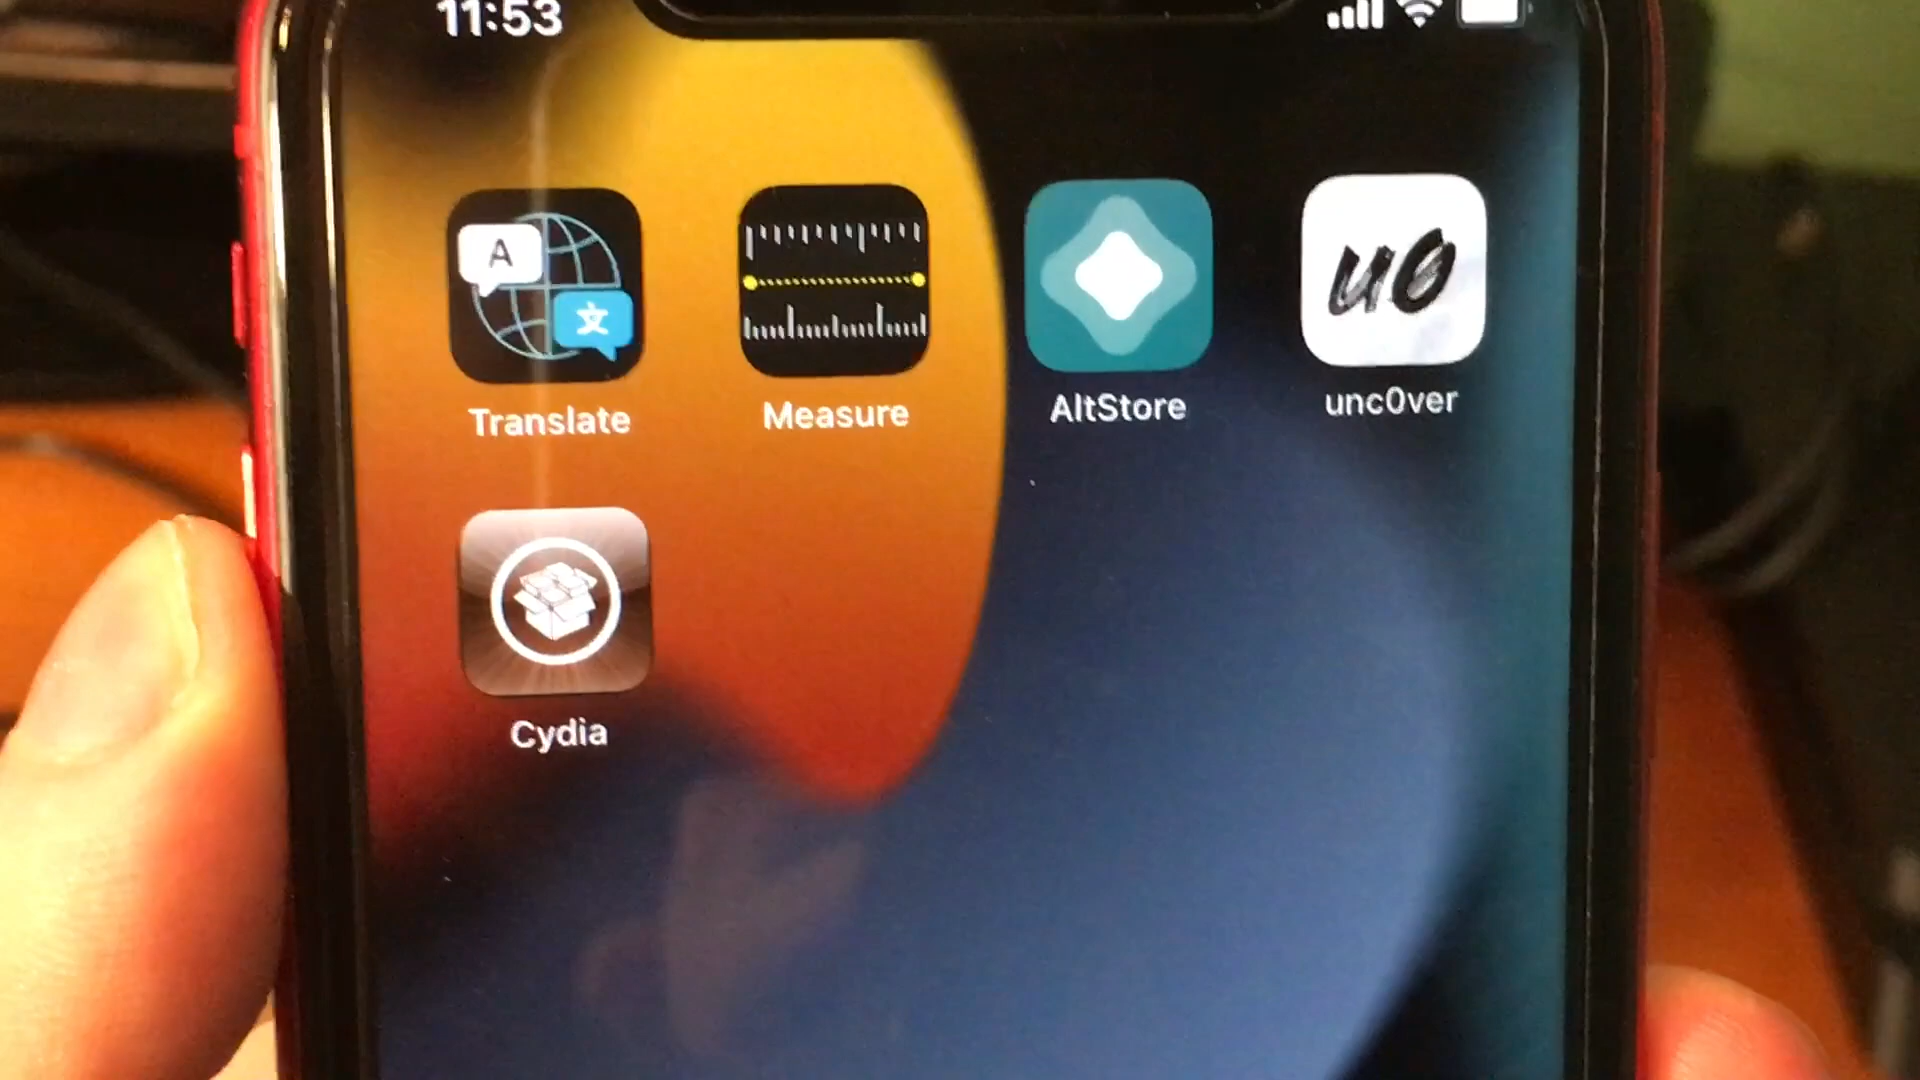 11:53
A
文
u0
Translate
Measure
AltStore
unc0ver
Cydia